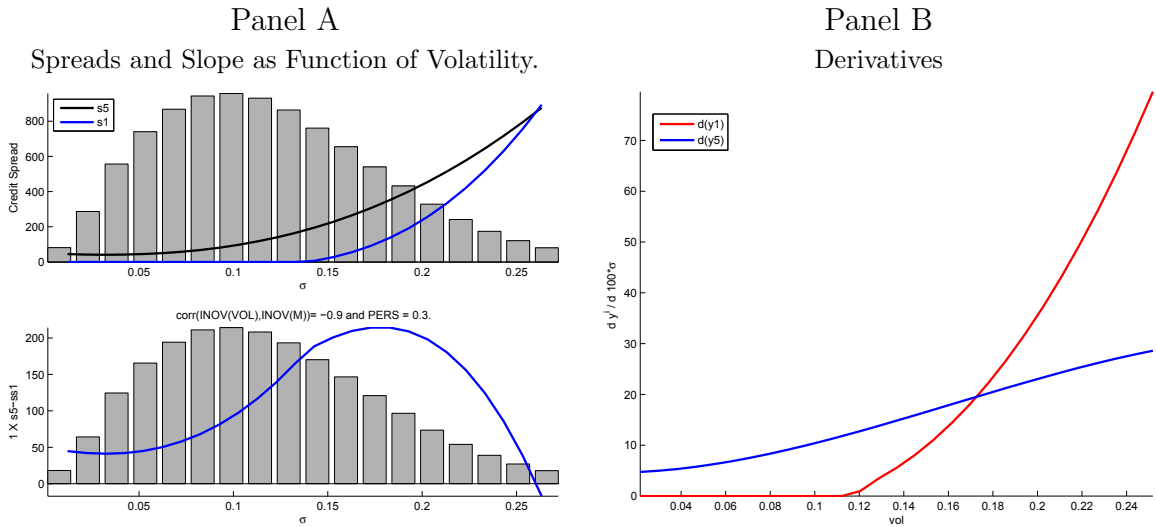 Panel A
Spreads and Slope as Function of Volatility.
s5
s1
Credit Spread
800
600
400
200
0
0.05 0.1 0.15 0.2 0.25
σ
corr(INOV(VOL),INOV(M))= −0.9 and PERS = 0.3.
1 X s5−ss1
200
150
100
50
0
0.05 0.1 0.15 0.2 0.25
σ
Panel B
Derivatives
d(y1)
d(y5)
d yⁱ / d 100*σ
70
60
50
40
30
20
10
0
0.04 0.06 0.08 0.1 0.12 0.14 0.16 0.18 0.2 0.22 0.24
vol